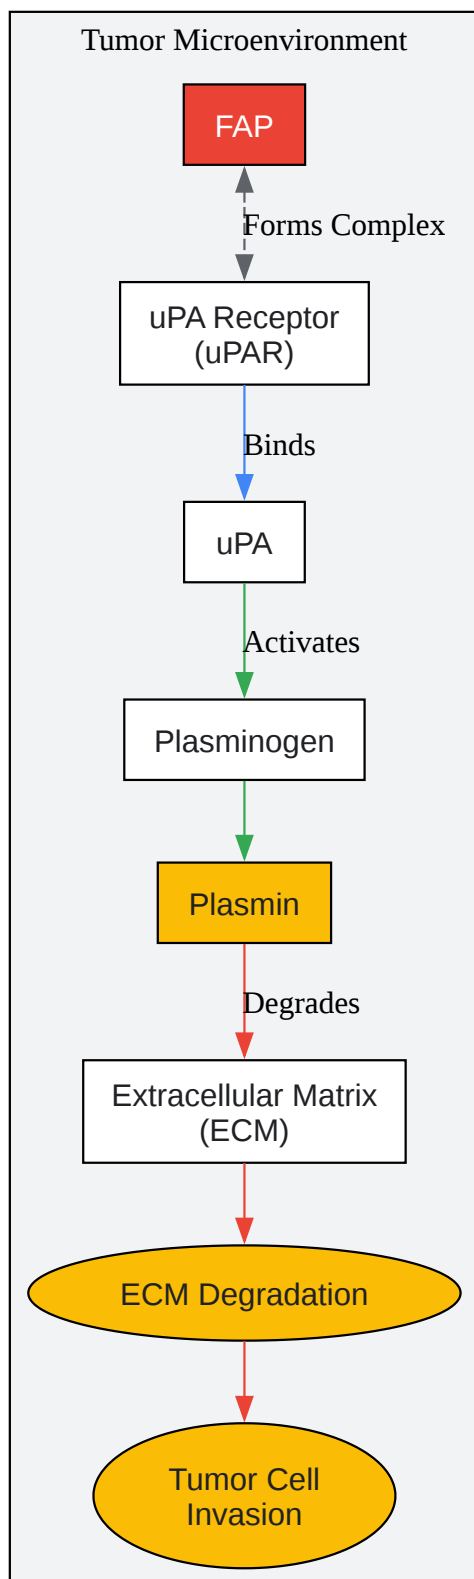 Tumor Microenvironment
FAP
Forms Complex
uPA Receptor
(uPAR)
Binds
uPA
Activates
Plasminogen
Plasmin
Degrades
Extracellular Matrix
(ECM)
ECM Degradation
Tumor Cell
Invasion